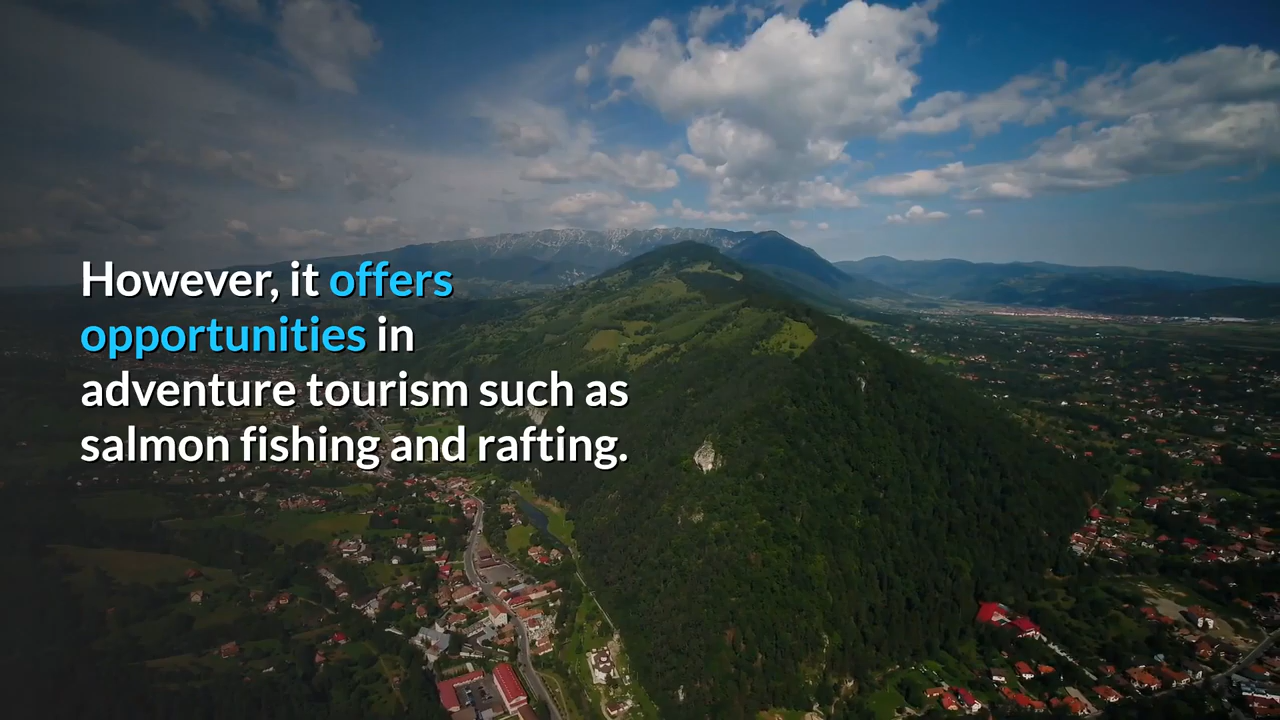 However, it offers
opportunities in
adventure tourism such as
salmon fishing and rafting.